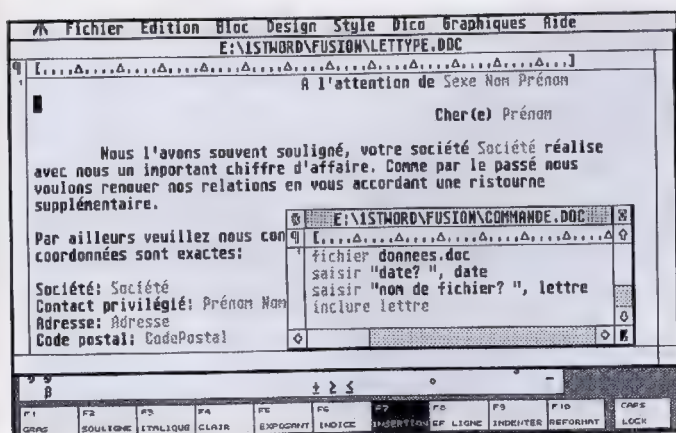 Fichier Edition Bloc Design Style Dico Graphiques Aide
E:\1STWORD\FUSION\LETTYPE.DOC
A l'attention de Sexe Nom Prénom
Cher(e) Prénom
Nous l'avons souvent souligné, votre société Société réalise
avec nous un important chiffre d'affaire. Comme par le passé nous
voulons renouer nos relations en vous accordant une ristourne
supplémentaire.
Par ailleurs veuillez nous con
coordonnées sont exactes:
Société: Société
Contact privilégié: Prénom Nom
Adresse: Adresse
Code postal: CodePostal
E:\1STWORD\FUSION\COMMANDE.DOC
fichier donnees.doc
saisir "date? ", date
saisir "nom de fichier? ", lettre
inclure lettre
β ± ≥ ≤ °
F1 GRAS F2 SOULIGNE F3 ITALIQUE F4 CLAIR F5 EXPOSANT F6 INDICE F7 INSERTION F8 EF LIGNE F9 INDENTER F10 REFORMAT CAPS LOCK